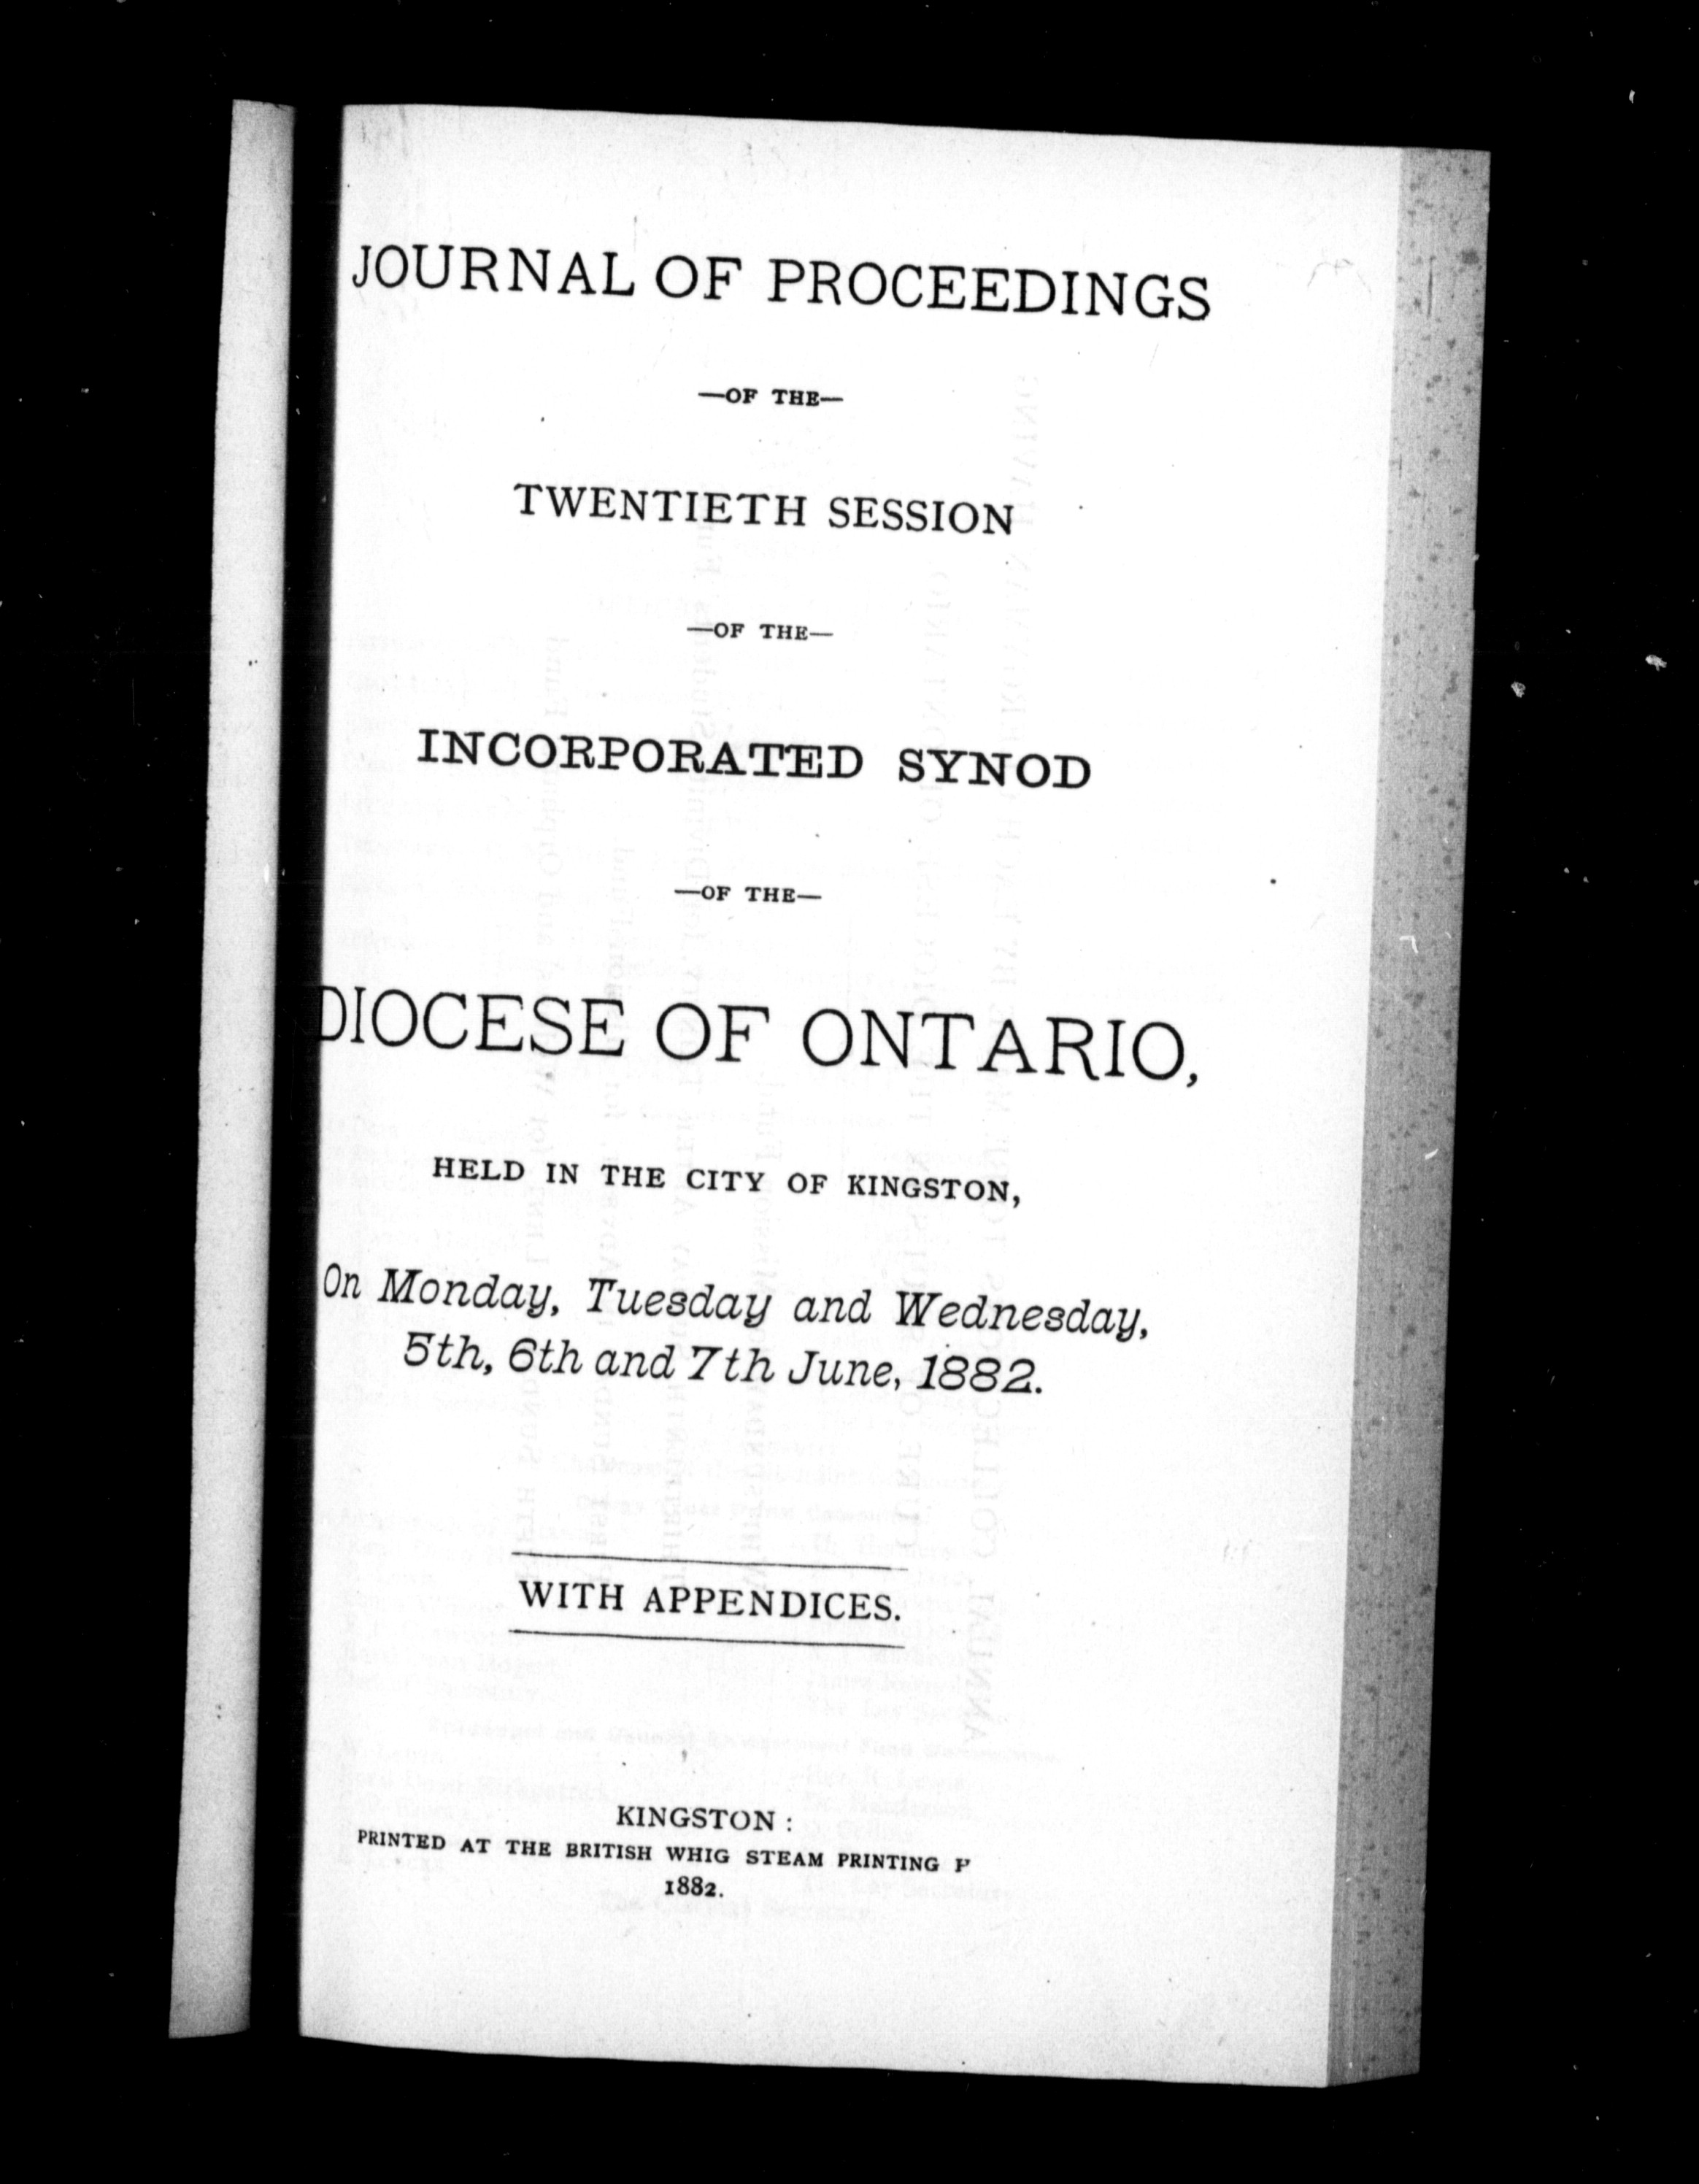 JOURNAL OF PROCEEDINGS
—OF THE—
TWENTIETH SESSION
—OF THE—
INCORPORATED SYNOD
—OF THE—
DIOCESE OF ONTARIO,
HELD IN THE CITY OF KINGSTON,
On Monday, Tuesday and Wednesday,
5th, 6th and 7th June, 1882.
WITH APPENDICES.
KINGSTON:
PRINTED AT THE BRITISH WHIG STEAM PRINTING
1882.